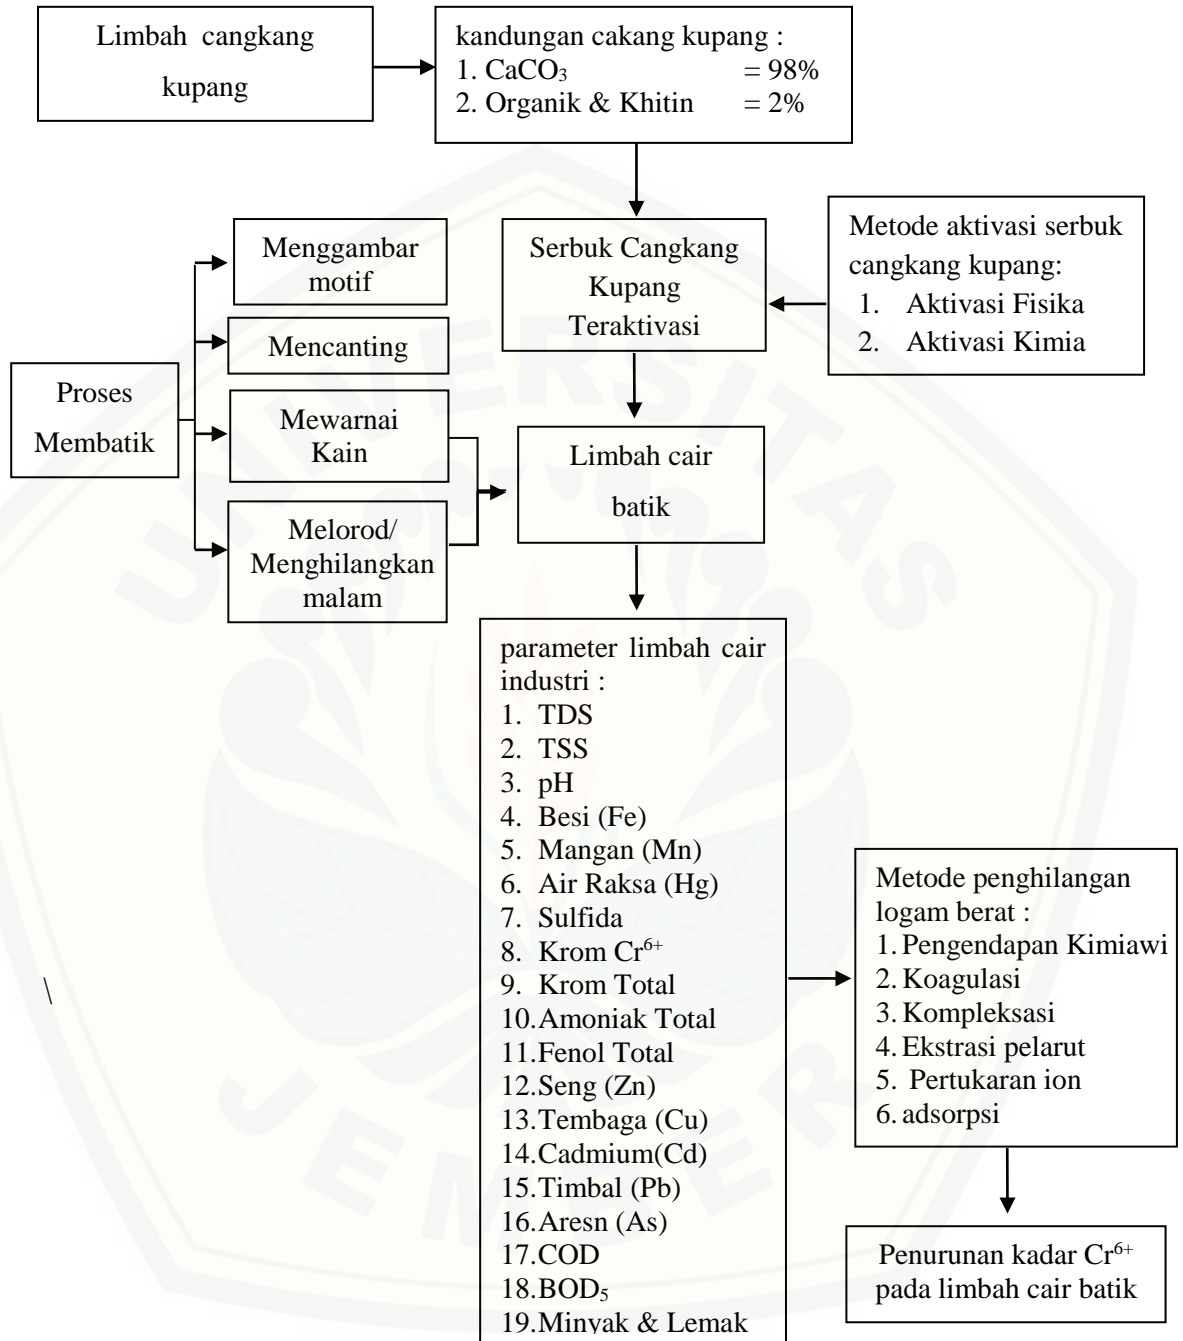 Limbah cangkang
kupang
kandungan cakang kupang :
1. CaCO₃ = 98%
2. Organik & Khitin = 2%
Menggambar
motif
Serbuk Cangkang
Kupang
Teraktivasi
Metode aktivasi serbuk
cangkang kupang:
1. Aktivasi Fisika
2. Aktivasi Kimia
Mencanting
Proses
Membatik
Mewarnai
Kain
Limbah cair
batik
Melorod/
Menghilangkan
malam
parameter limbah cair
industri :
1. TDS
2. TSS
3. pH
4. Besi (Fe)
5. Mangan (Mn)
6. Air Raksa (Hg)
7. Sulfida
8. Krom Cr⁶⁺
9. Krom Total
10.Amoniak Total
11.Fenol Total
12.Seng (Zn)
13.Tembaga (Cu)
14.Cadmium(Cd)
15.Timbal (Pb)
16.Aresn (As)
17.COD
18.BOD₅
19.Minyak & Lemak
Metode penghilangan
logam berat :
1. Pengendapan Kimiawi
2. Koagulasi
3. Kompleksasi
4. Ekstrasi pelarut
5. Pertukaran ion
6. adsorpsi
Penurunan kadar Cr⁶⁺
pada limbah cair batik
\
UNIVERSITAS
JEMBER